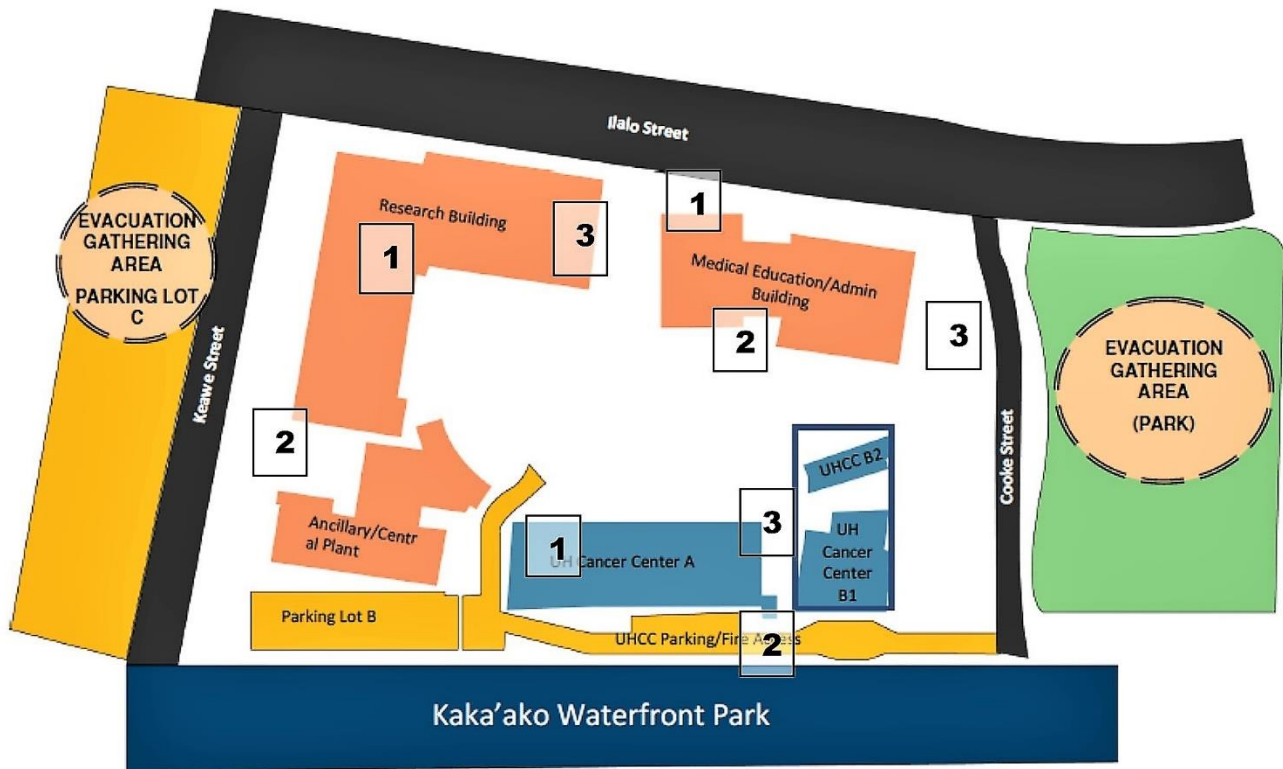 Ilalo Street
EVACUATION
GATHERING
AREA
PARKING LOT
C
Keawe Street
Research Building
1
3
2
1
Medical Education/Admin
Building
2
3
Cooke Street
EVACUATION
GATHERING
AREA
(PARK)
Ancillary/Centr
al Plant
1
UH Cancer Center A
3
UHCC B2
UH
Cancer
Center
B1
Parking Lot B
UHCC Parking/Fire Access
2
Kaka’ako Waterfront Park